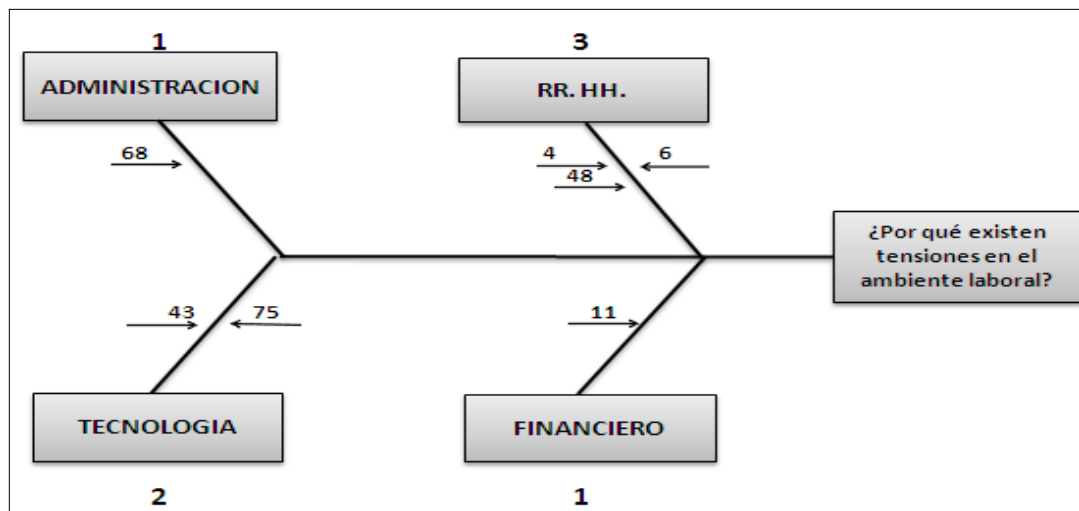 1
ADMINISTRACION
68
3
RR. HH.
4
6
48
¿Por qué existen
tensiones en el
ambiente laboral?
43
75
TECNOLOGIA
2
11
FINANCIERO
1